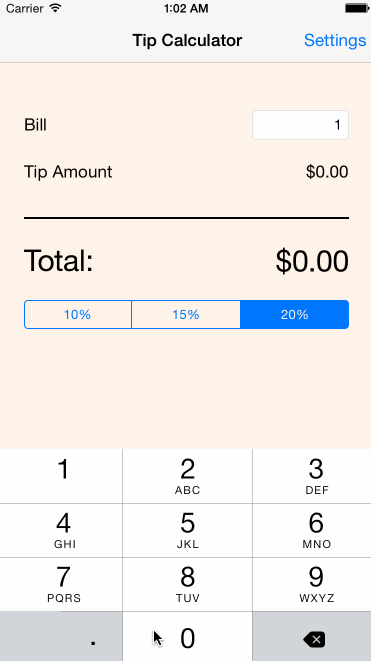 Carrier 1:02 AM
Tip Calculator Settings
Bill 1
Tip Amount $0.00
Total: $0.00
10% 15% 20%
1 2 3
ABC DEF
4 5 6
GHI JKL MNO
7 8 9
PQRS TUV WXYZ
. 0